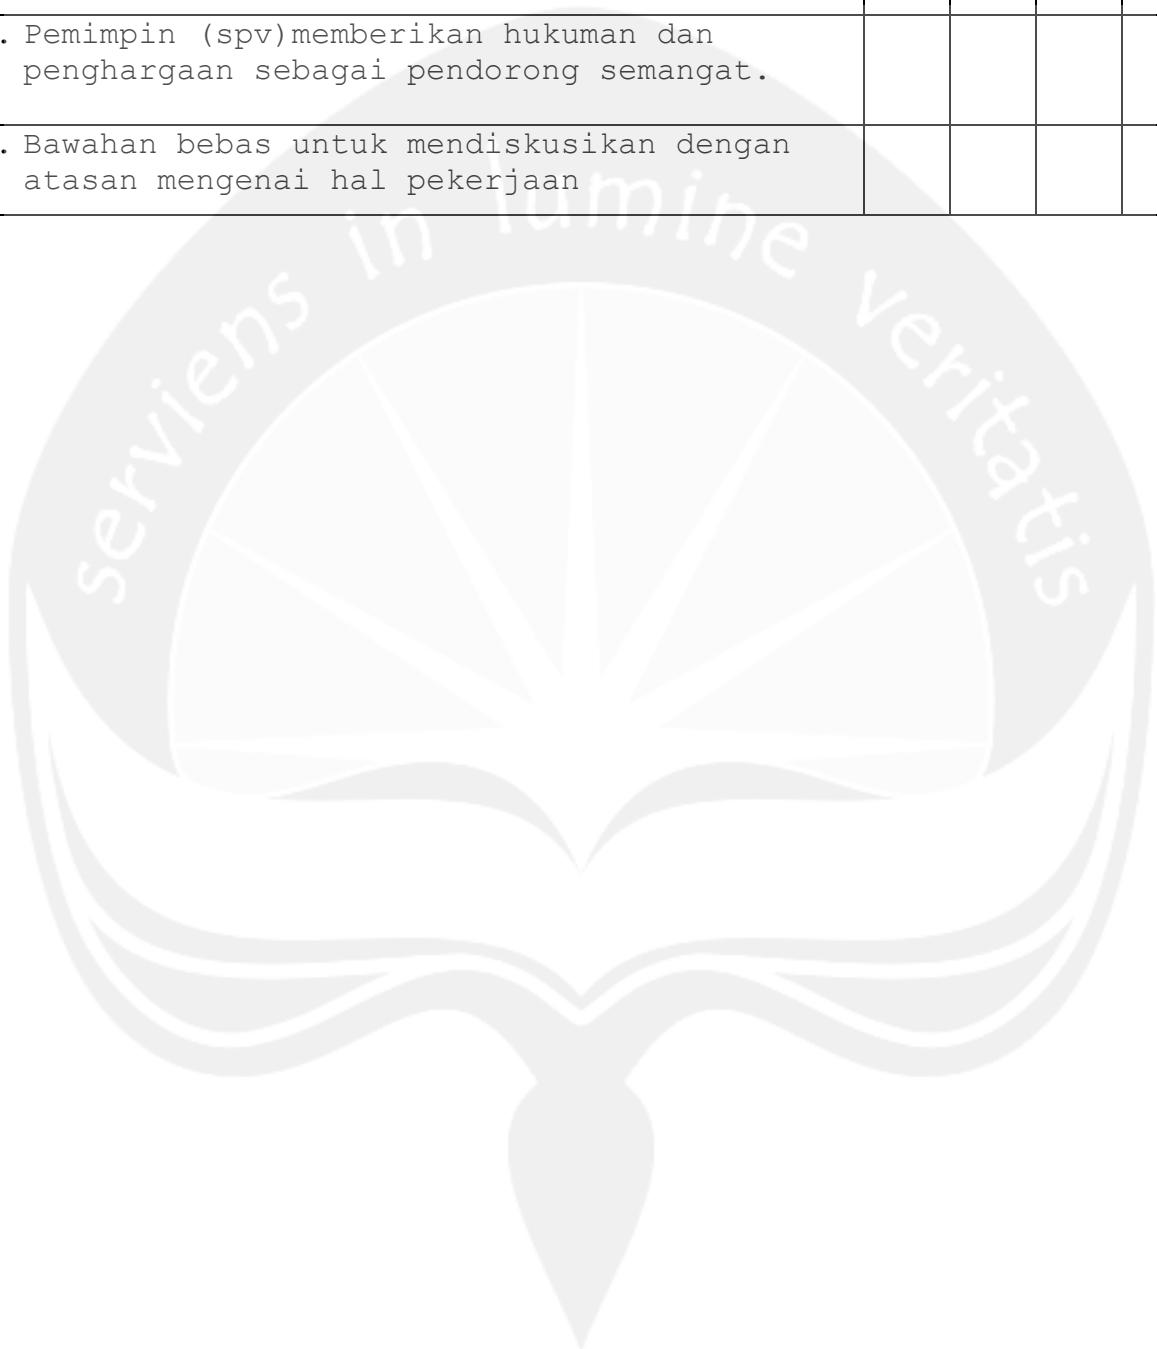 . Pemimpin (spv)memberikan hukuman dan
penghargaan sebagai pendorong semangat.
. Bawahan bebas untuk mendiskusikan dengan
atasan mengenai hal pekerjaan
serviens in lumine veritatis